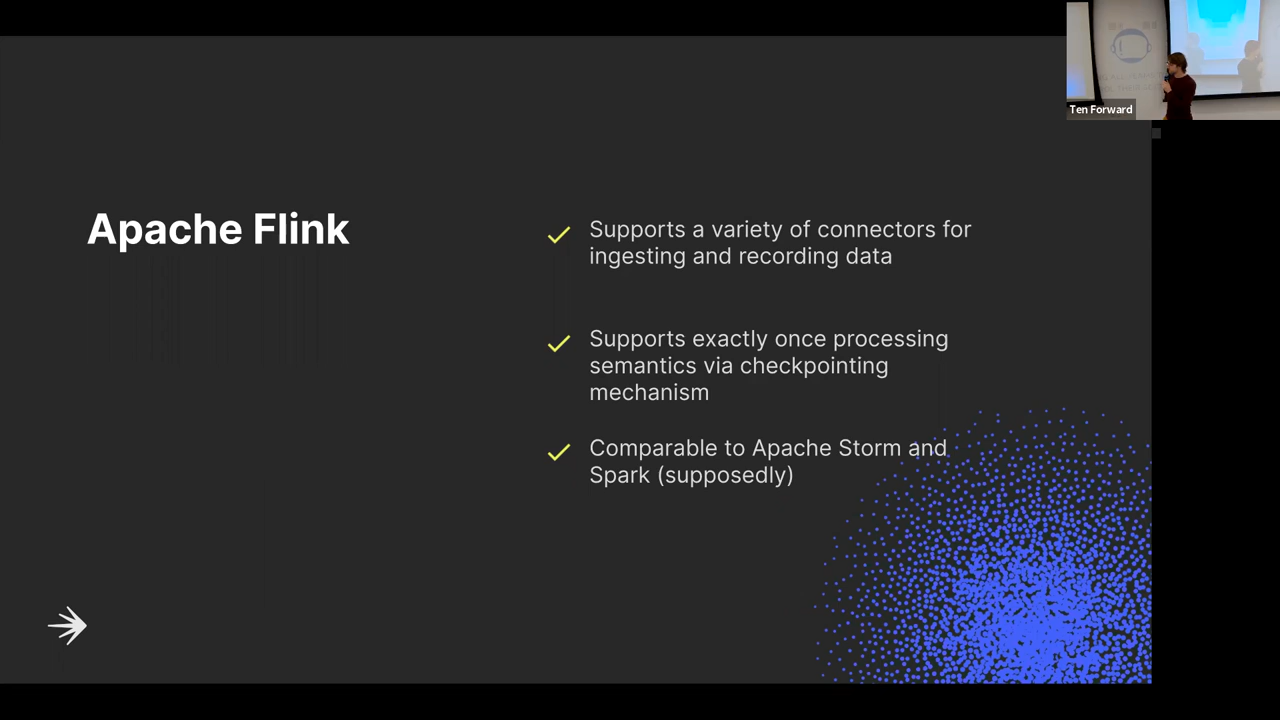 Ten Forward
Apache Flink
Supports a variety of connectors for
ingesting and recording data
Supports exactly once processing
semantics via checkpointing
mechanism
Comparable to Apache Storm and
Spark (supposedly)